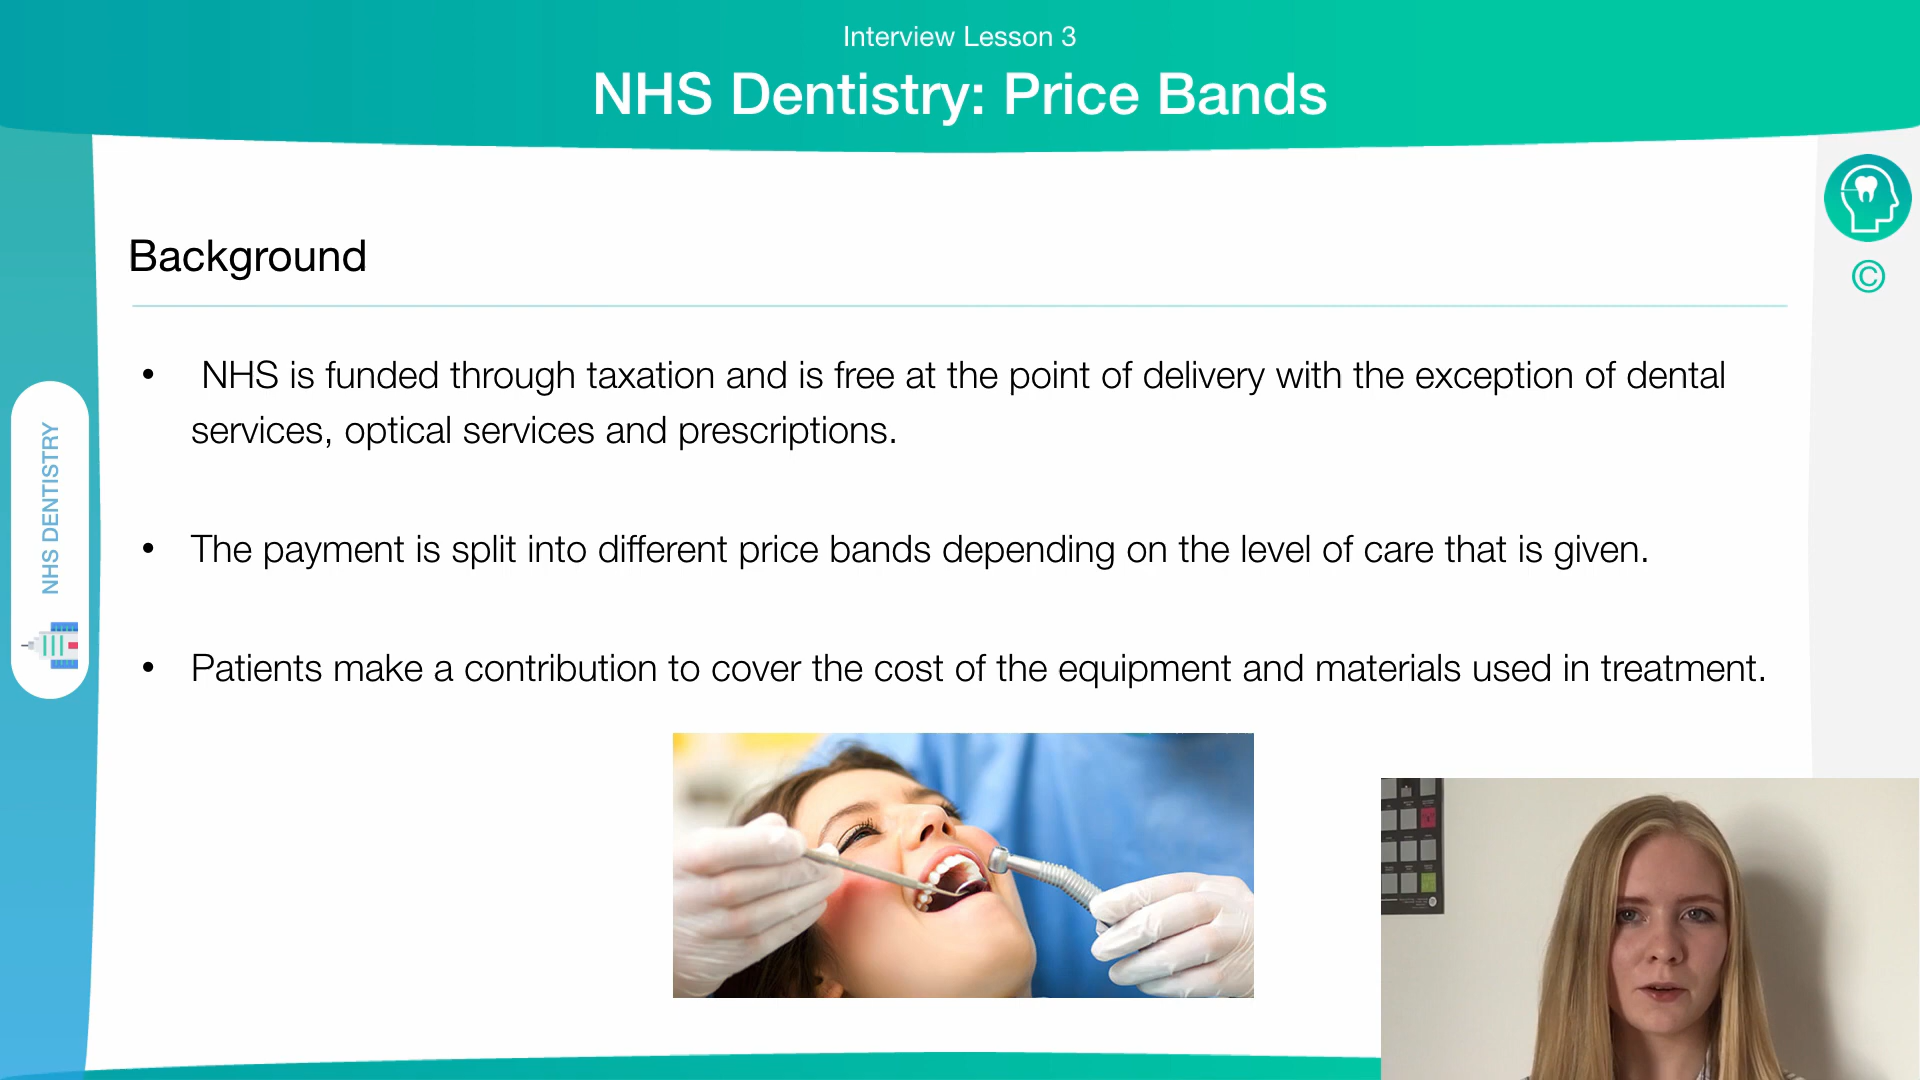 Interview Lesson 3
NHS Dentistry: Price Bands
Background
• NHS is funded through taxation and is free at the point of delivery with the exception of dental
services, optical services and prescriptions.
• The payment is split into different price bands depending on the level of care that is given.
• Patients make a contribution to cover the cost of the equipment and materials used in treatment.
NHS DENTISTRY
©